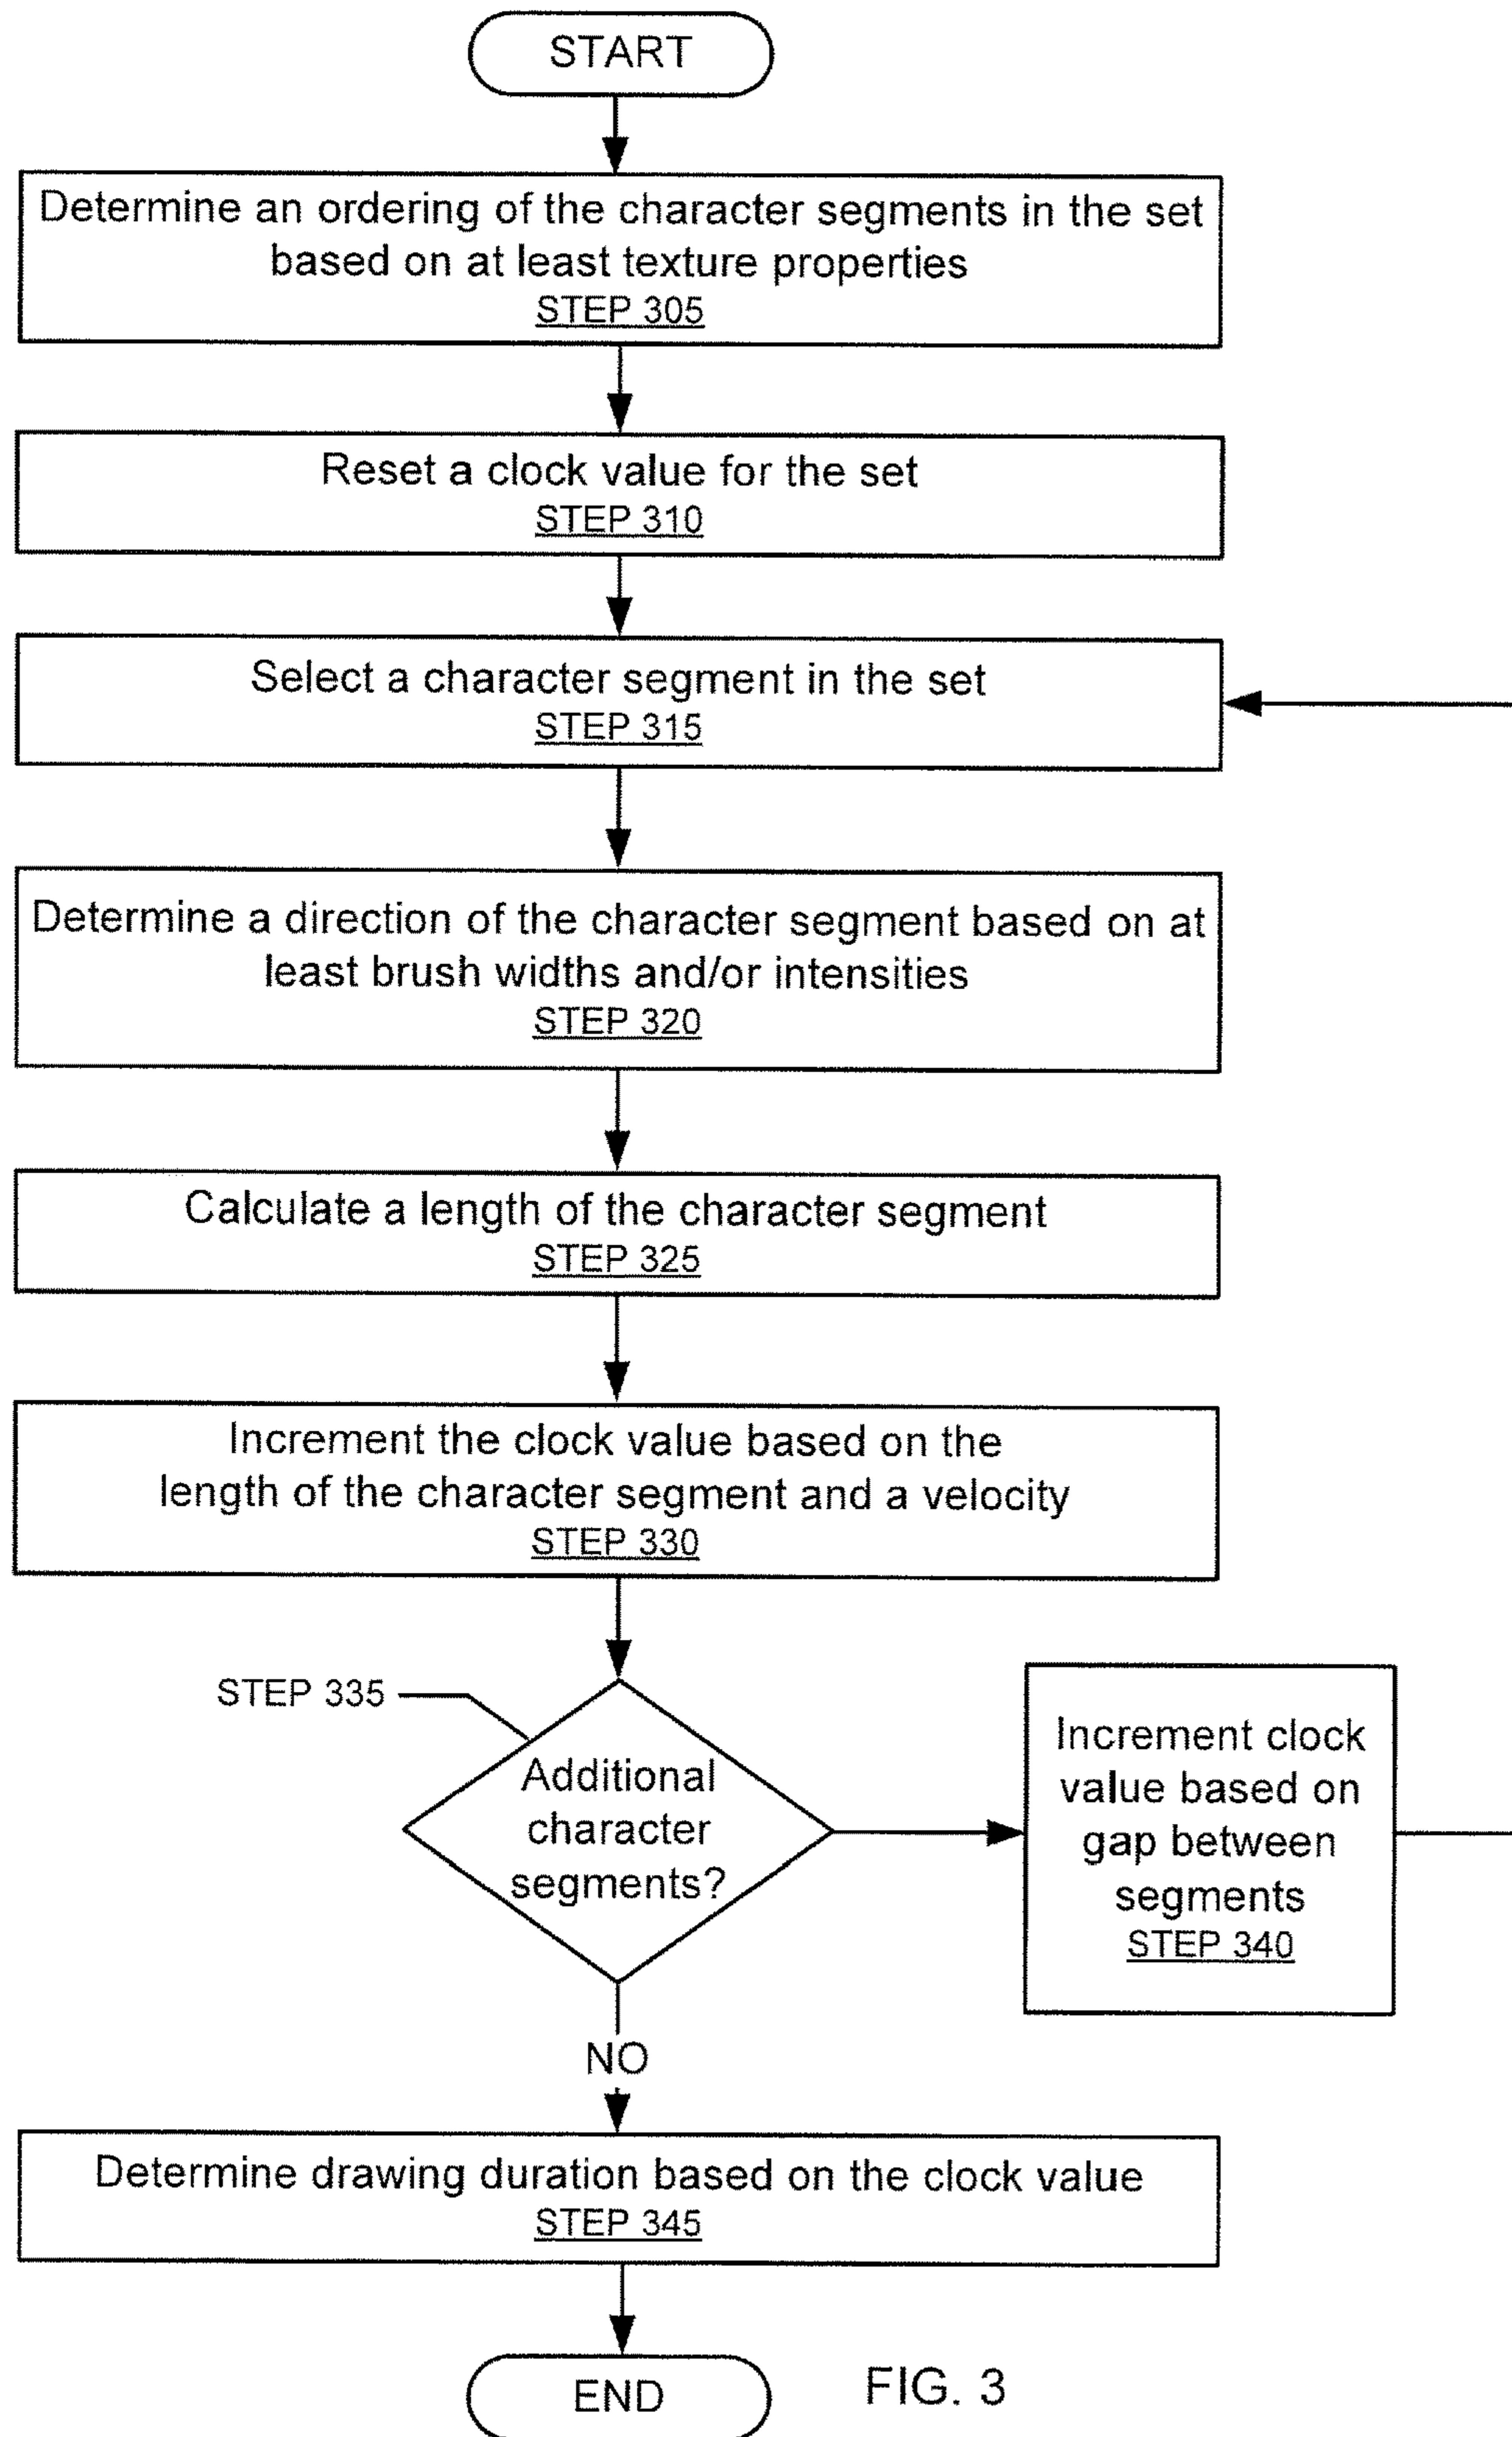 START
Determine an ordering of the character segments in the set
based on at least texture properties
STEP 305
Reset a clock value for the set
STEP 310
Select a character segment in the set
STEP 315
Determine a direction of the character segment based on at
least brush widths and/or intensities
STEP 320
Calculate a length of the character segment
STEP 325
Increment the clock value based on the
length of the character segment and a velocity
STEP 330
STEP 335
Additional
character
segments?
Increment clock
value based on
gap between
segments
STEP 340
NO
Determine drawing duration based on the clock value
STEP 345
END
FIG. 3